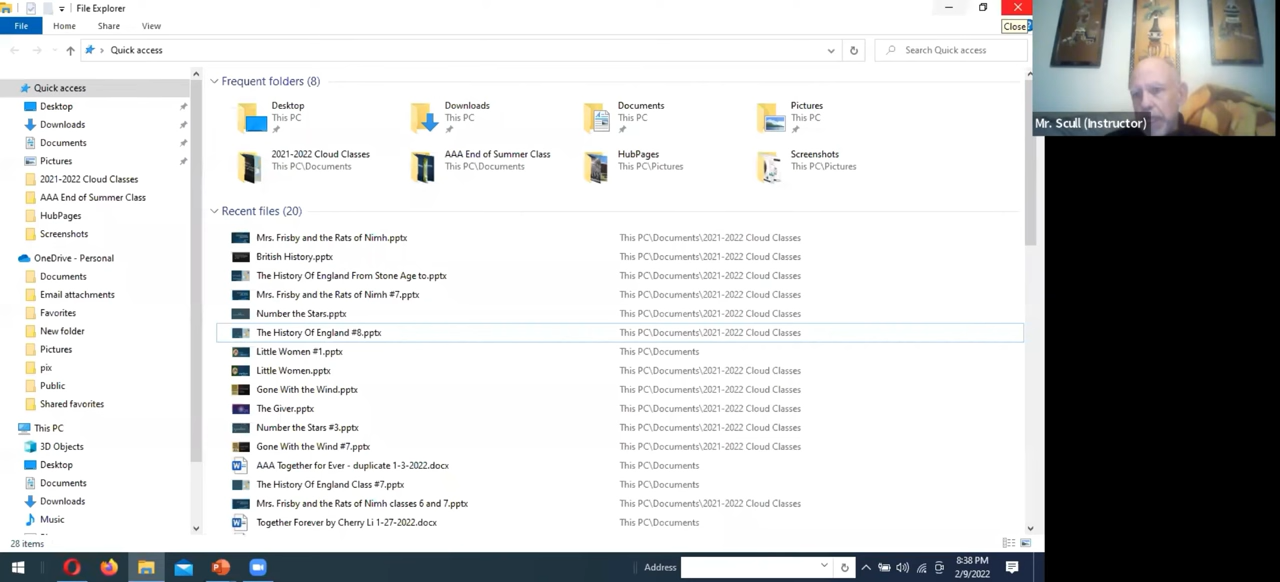 File Explorer
File Home Share View
Close
Quick access
Search Quick access
Mr. Scull (Instructor)
Quick access
Desktop
Downloads
Documents
Pictures
2021-2022 Cloud Classes
AAA End of Summer Class
HubPages
Screenshots
OneDrive - Personal
Documents
Email attachments
Favorites
New folder
Pictures
pix
Public
Shared favorites
This PC
3D Objects
Desktop
Documents
Downloads
Music
Frequent folders (8)
Desktop
This PC
Downloads
This PC
Documents
This PC
Pictures
This PC
2021-2022 Cloud Classes
This PC\Documents
AAA End of Summer Class
This PC\Documents
HubPages
This PC\Pictures
Screenshots
This PC\Pictures
Recent files (20)
Mrs. Frisby and the Rats of Nimh.pptx This PC\Documents\2021-2022 Cloud Classes
British History.pptx This PC\Documents\2021-2022 Cloud Classes
The History Of England From Stone Age to.pptx This PC\Documents\2021-2022 Cloud Classes
Mrs. Frisby and the Rats of Nimh #7.pptx This PC\Documents\2021-2022 Cloud Classes
Number the Stars.pptx This PC\Documents\2021-2022 Cloud Classes
The History Of England #8.pptx This PC\Documents\2021-2022 Cloud Classes
Little Women #1.pptx This PC\Documents
Little Women.pptx This PC\Documents\2021-2022 Cloud Classes
Gone With the Wind.pptx This PC\Documents\2021-2022 Cloud Classes
The Giver.pptx This PC\Documents\2021-2022 Cloud Classes
Number the Stars #3.pptx This PC\Documents\2021-2022 Cloud Classes
Gone With the Wind #7.pptx This PC\Documents\2021-2022 Cloud Classes
AAA Together for Ever - duplicate 1-3-2022.docx This PC\Documents
The History Of England Class #7.pptx This PC\Documents
Mrs. Frisby and the Rats of Nimh classes 6 and 7.pptx This PC\Documents\2021-2022 Cloud Classes
Together Forever by Cherry Li 1-27-2022.docx This PC\Documents
28 items
Address
8:38 PM
2/9/2022